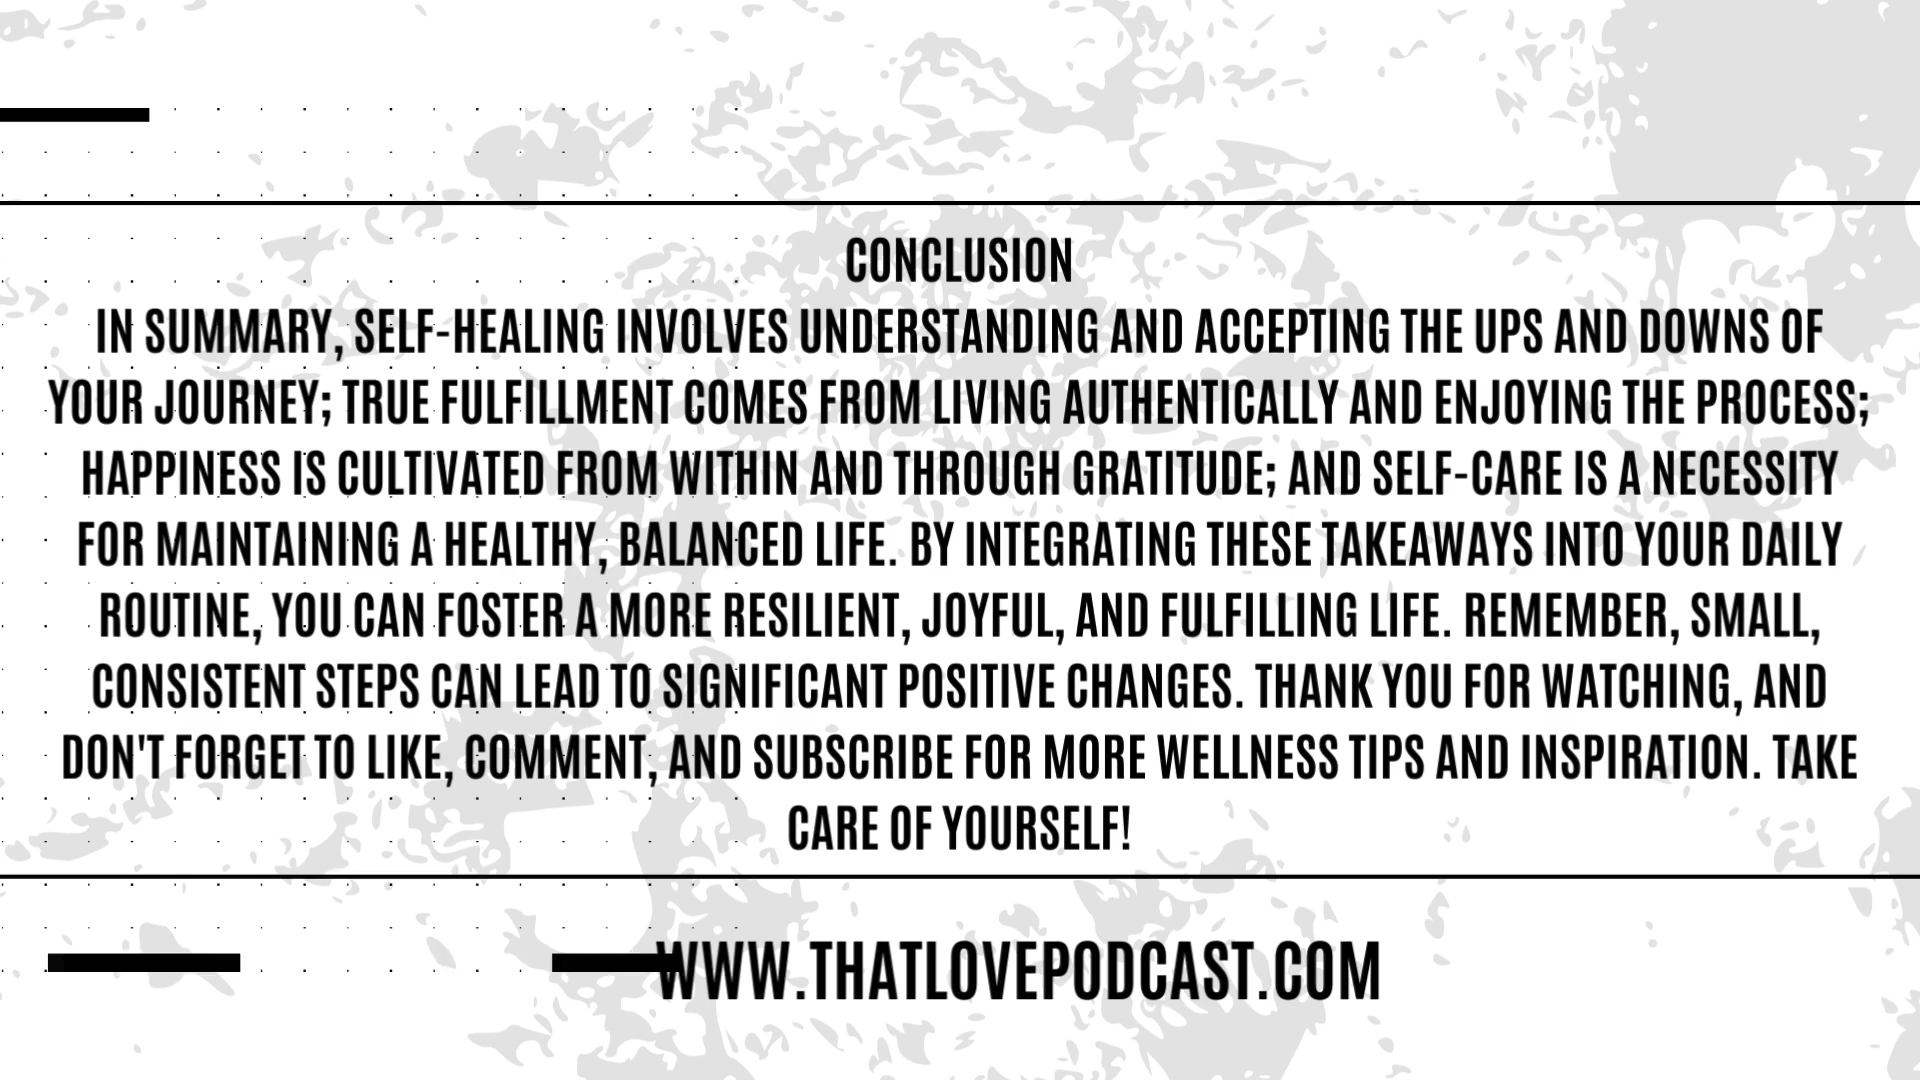 CONCLUSION
IN SUMMARY, SELF-HEALING INVOLVES UNDERSTANDING AND ACCEPTING THE UPS AND DOWNS OF
YOUR JOURNEY; TRUE FULFILLMENT COMES FROM LIVING AUTHENTICALLY AND ENJOYING THE PROCESS;
HAPPINESS IS CULTIVATED FROM WITHIN AND THROUGH GRATITUDE; AND SELF-CARE IS A NECESSITY
FOR MAINTAINING A HEALTHY, BALANCED LIFE. BY INTEGRATING THESE TAKEAWAYS INTO YOUR DAILY
ROUTINE, YOU CAN FOSTER A MORE RESILIENT, JOYFUL, AND FULFILLING LIFE. REMEMBER, SMALL,
CONSISTENT STEPS CAN LEAD TO SIGNIFICANT POSITIVE CHANGES. THANK YOU FOR WATCHING, AND
DON'T FORGET TO LIKE, COMMENT, AND SUBSCRIBE FOR MORE WELLNESS TIPS AND INSPIRATION. TAKE
CARE OF YOURSELF!
WWW.THATLOVEPODCAST.COM